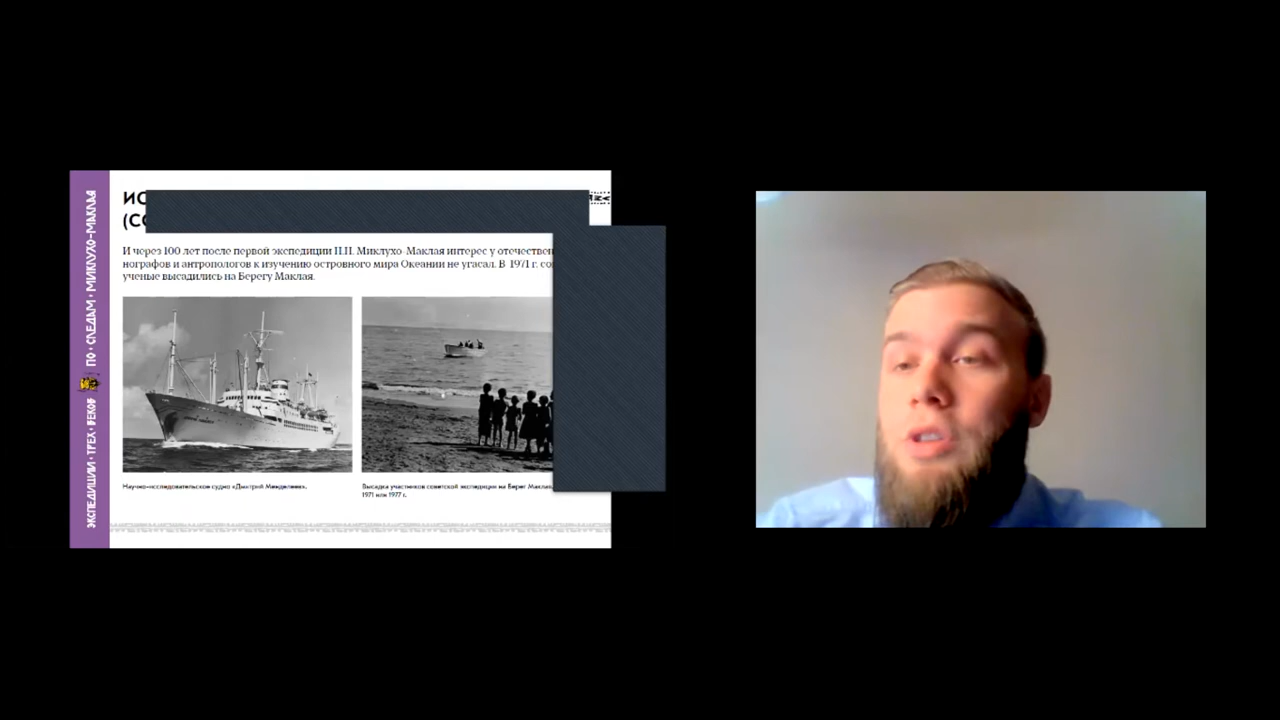 ЭКСПЕДИЦИИ • ТРЕХ • ВЕКОВ ПО • СЛЕДАМ • МИКЛУХО-МАКЛАЯ
И через 100 лет после первой экспедиции Н.Н. Миклухо-Маклая интерес у
нографов и антропологов к изучению островного мира Океании не угасал. В 1971 г.
ученые высадились на Берегу Маклая.
Научно-исследовательское судно «Дмитрий Менделеев».
Высадка участников советской экспедиции на Берег Маклая
1971 или 1977 г.